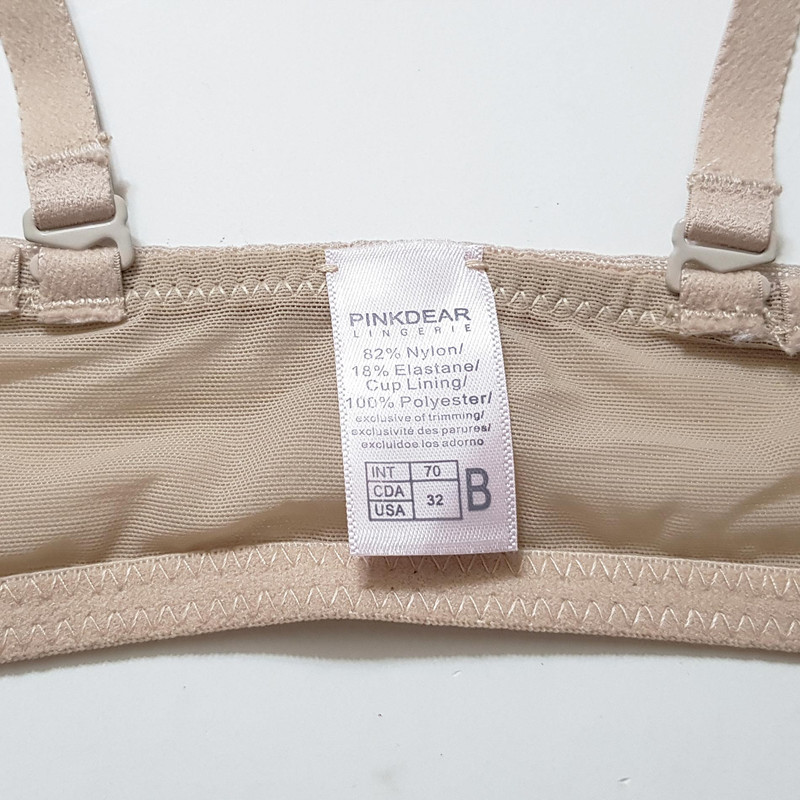 PINKDEAR
LINGERIE
82% Nylon/
18% Elastane/
Cup Lining/
100% Polyester/
exclusive of trimming/
exclusivité des parures/
excluidoe los adorno
INT 70
CDA
USA 32
B